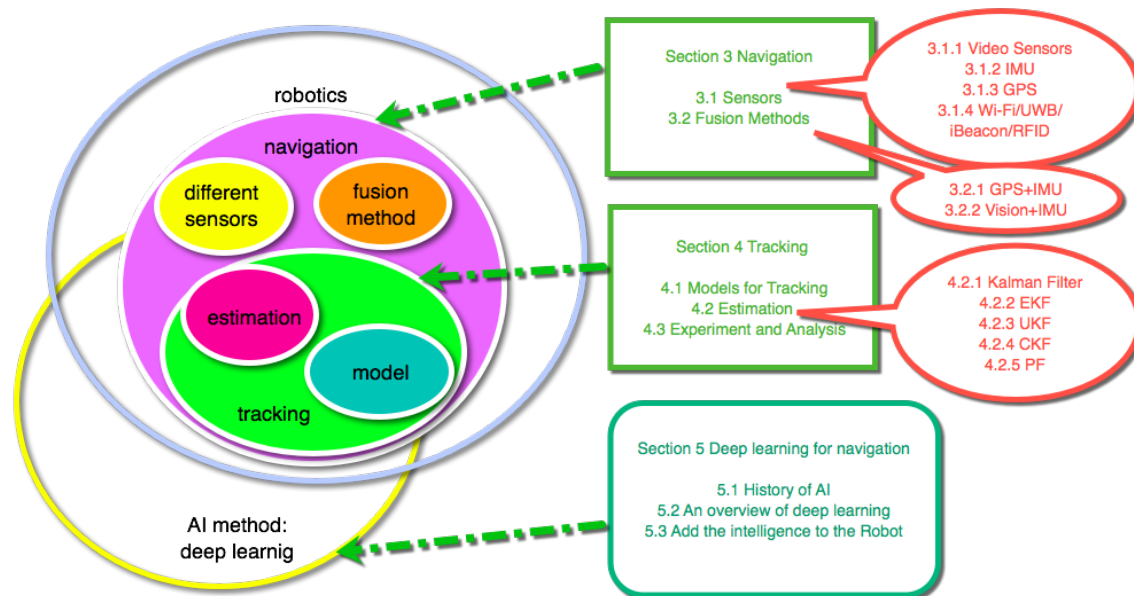 robotics
navigation
different
sensors
fusion
method
estimation
model
tracking
AI method:
deep learnig
Section 3 Navigation
3.1 Sensors
3.2 Fusion Methods
3.1.1 Video Sensors
3.1.2 IMU
3.1.3 GPS
3.1.4 Wi-Fi/UWB/
iBeacon/RFID
3.2.1 GPS+IMU
3.2.2 Vision+IMU
Section 4 Tracking
4.1 Models for Tracking
4.2 Estimation
4.3 Experiment and Analysis
4.2.1 Kalman Filter
4.2.2 EKF
4.2.3 UKF
4.2.4 CKF
4.2.5 PF
Section 5 Deep learning for navigation
5.1 History of AI
5.2 An overview of deep learning
5.3 Add the intelligence to the Robot